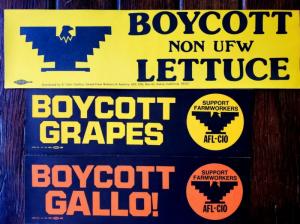 BOYCOTT
NON UFW
LETTUCE
BOYCOTT
GRAPES
SUPPORT
FARMWORKERS
AFL-CIO
BOYCOTT
GALLO!
SUPPORT
FARMWORKERS
AFL-CIO